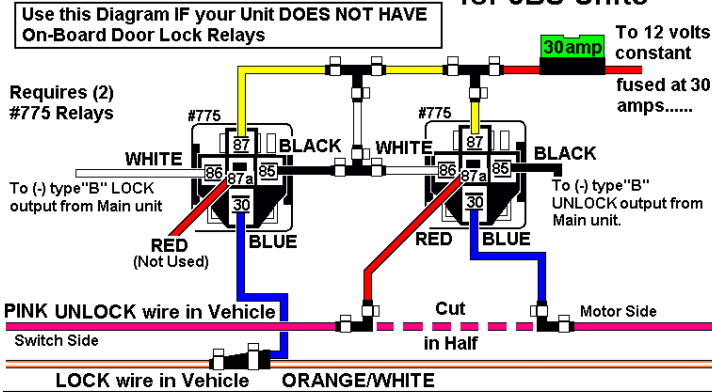 Use this Diagram IF your Unit DOES NOT HAVE
On-Board Door Lock Relays
To 12 volts
constant
30amp
fused at 30
amps......
Requires (2)
#775 Relays
#775
#775
87
87
BLACK
WHITE
BLACK
WHITE
86
87a
85
86
87a
85
30
30
To (-) type"B" LOCK
output from Main unit
To (-) type"B"
UNLOCK output from
Main unit.
RED
(Not Used)
BLUE
RED
BLUE
PINK UNLOCK wire in Vehicle
Cut
Motor Side
Switch Side
in Half
LOCK wire in Vehicle
ORANGE/WHITE